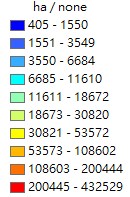 ha / none
405 - 1550
1551 - 3549
3550 - 6684
6685 - 11610
11611 - 18672
18673 - 30820
30821 - 53572
53573 - 108602
108603 - 200444
200445 - 432529